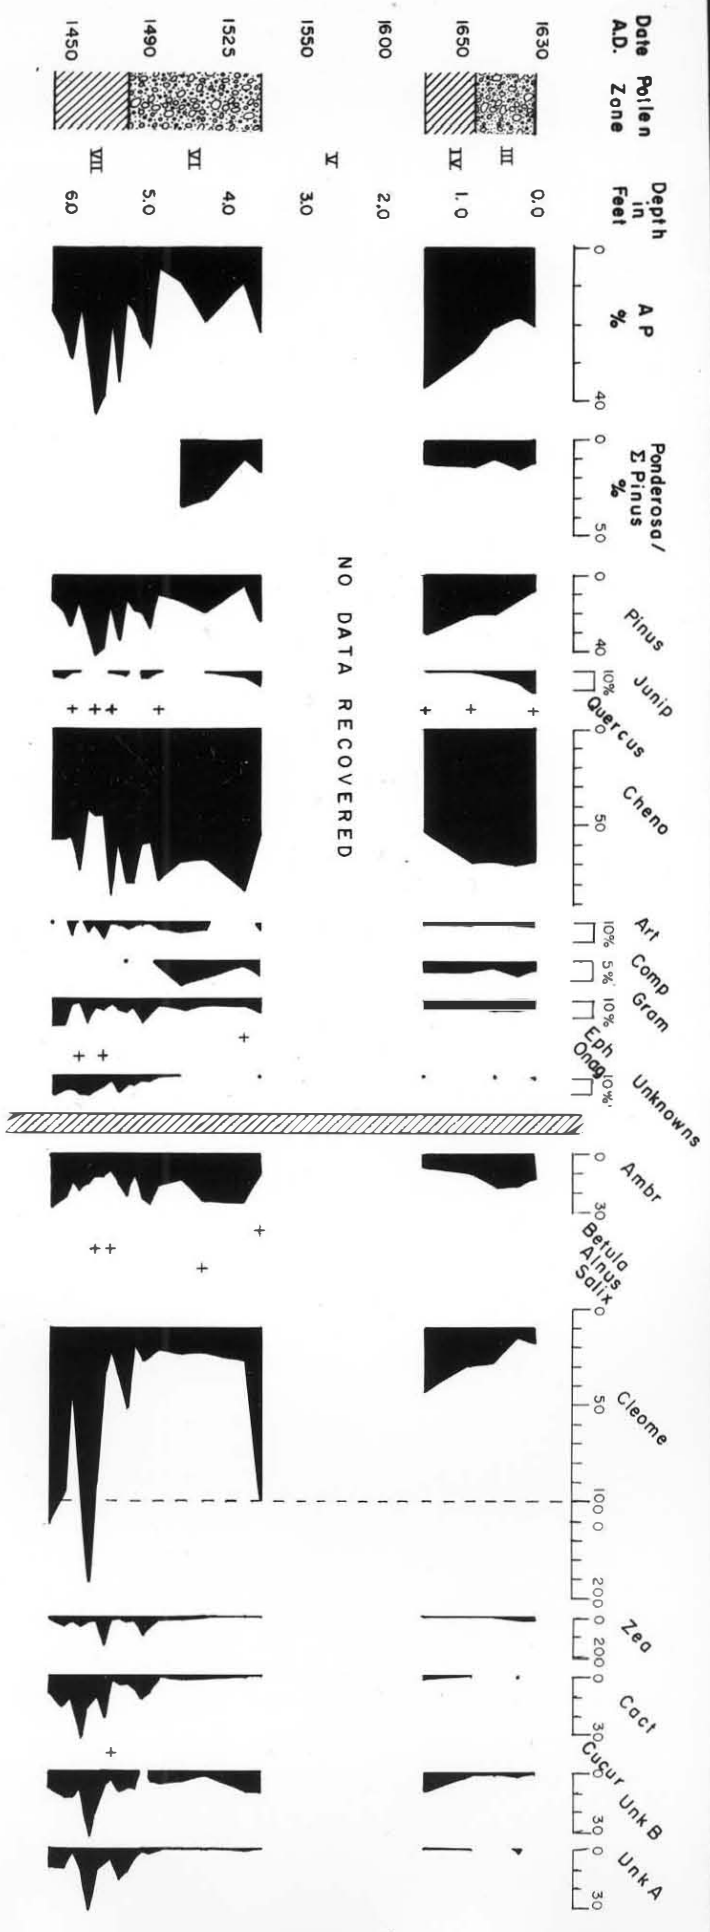 Date A.D.
Pollen Zone
Depth in Feet
AP %
Ponderosa/ Σ Pinus %
Pinus
Junip
Quercus
Cheno
Art
Comp
Gram
Eph
Onag
Unknowns
Ambr
Betula
Alnus
Salix
Cleome
Zea
Cact
Cucur
Unk B
Unk A
0 40
0 50
0 40
10%
0 50
10%
5%
10%
10%
0 30
0 50 100 0 200
0 200
0 30
0 30
0 30
1630 III 0.0
1650 IV 1.0
1600 2.0
1550 V 3.0
NO DATA RECOVERED
1525 VI 4.0
1490 5.0
1450 VII 6.0